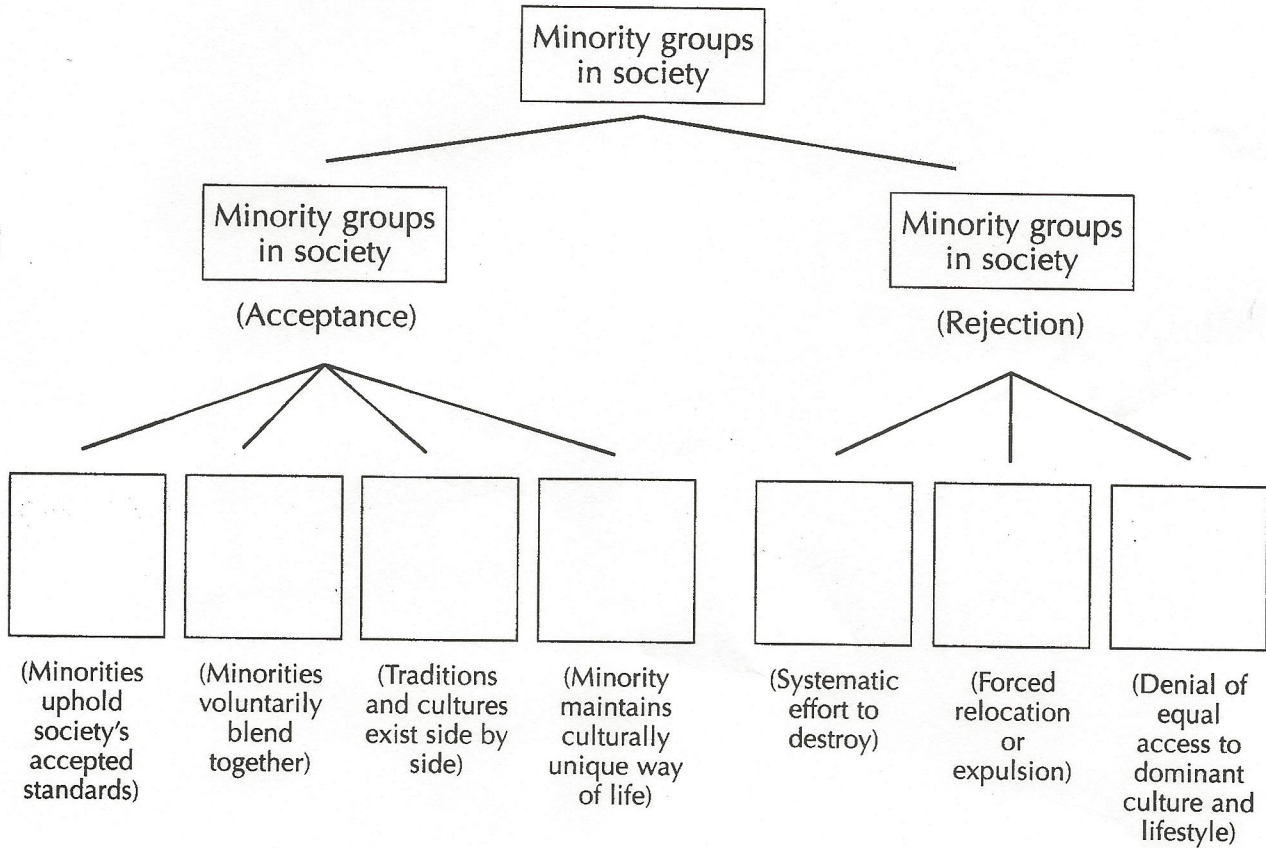 Minority groups
in society
Minority groups
in society
(Acceptance)
Minority groups
in society
(Rejection)
(Minorities
uphold
society's
accepted
standards)
(Minorities
voluntarily
blend
together)
(Traditions
and cultures
exist side by
side)
(Minority
maintains
culturally
unique way
of life)
(Systematic
effort to
destroy)
(Forced
relocation
or
expulsion)
(Denial of
equal
access to
dominant
culture and
lifestyle)